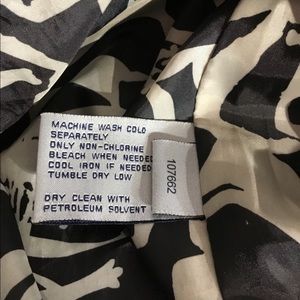 MACHINE WASH COLD
SEPARATELY
ONLY NON-CHLORINE
BLEACH WHEN NEEDED
COOL IRON IF NEEDED
TUMBLE DRY LOW
DRY CLEAN WITH
PETROLEUM SOLVENT
107662